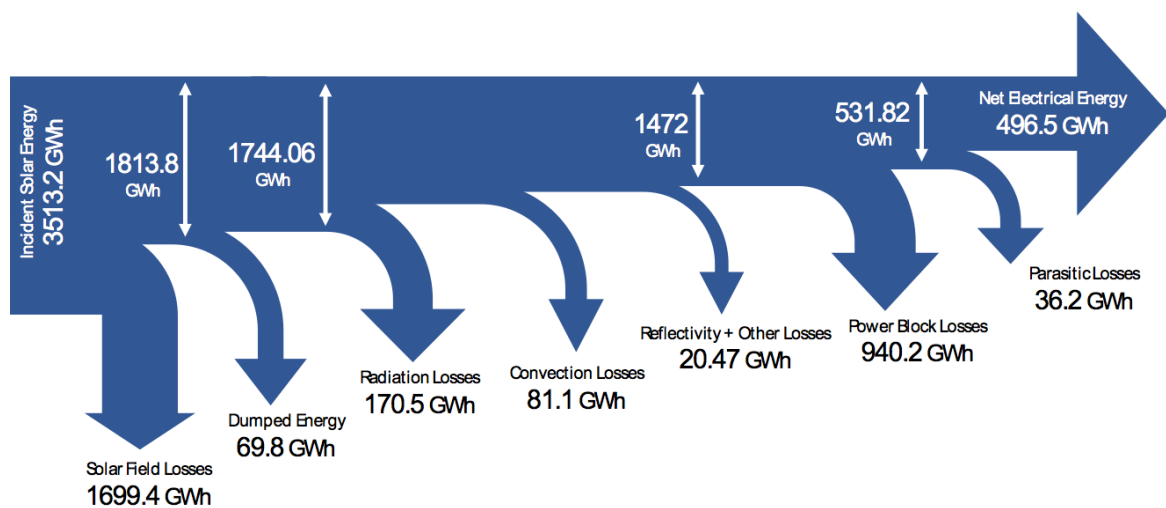 Incident Solar Energy
3513.2 GWh
1813.8
GWh
1744.06
GWh
1472
GWh
531.82
GWh
Net Electrical Energy
496.5 GWh
Solar Field Losses
1699.4 GWh
Dumped Energy
69.8 GWh
Radiation Losses
170.5 GWh
Convection Losses
81.1 GWh
Reflectivity + Other Losses
20.47 GWh
Power Block Losses
940.2 GWh
Parasitic Losses
36.2 GWh